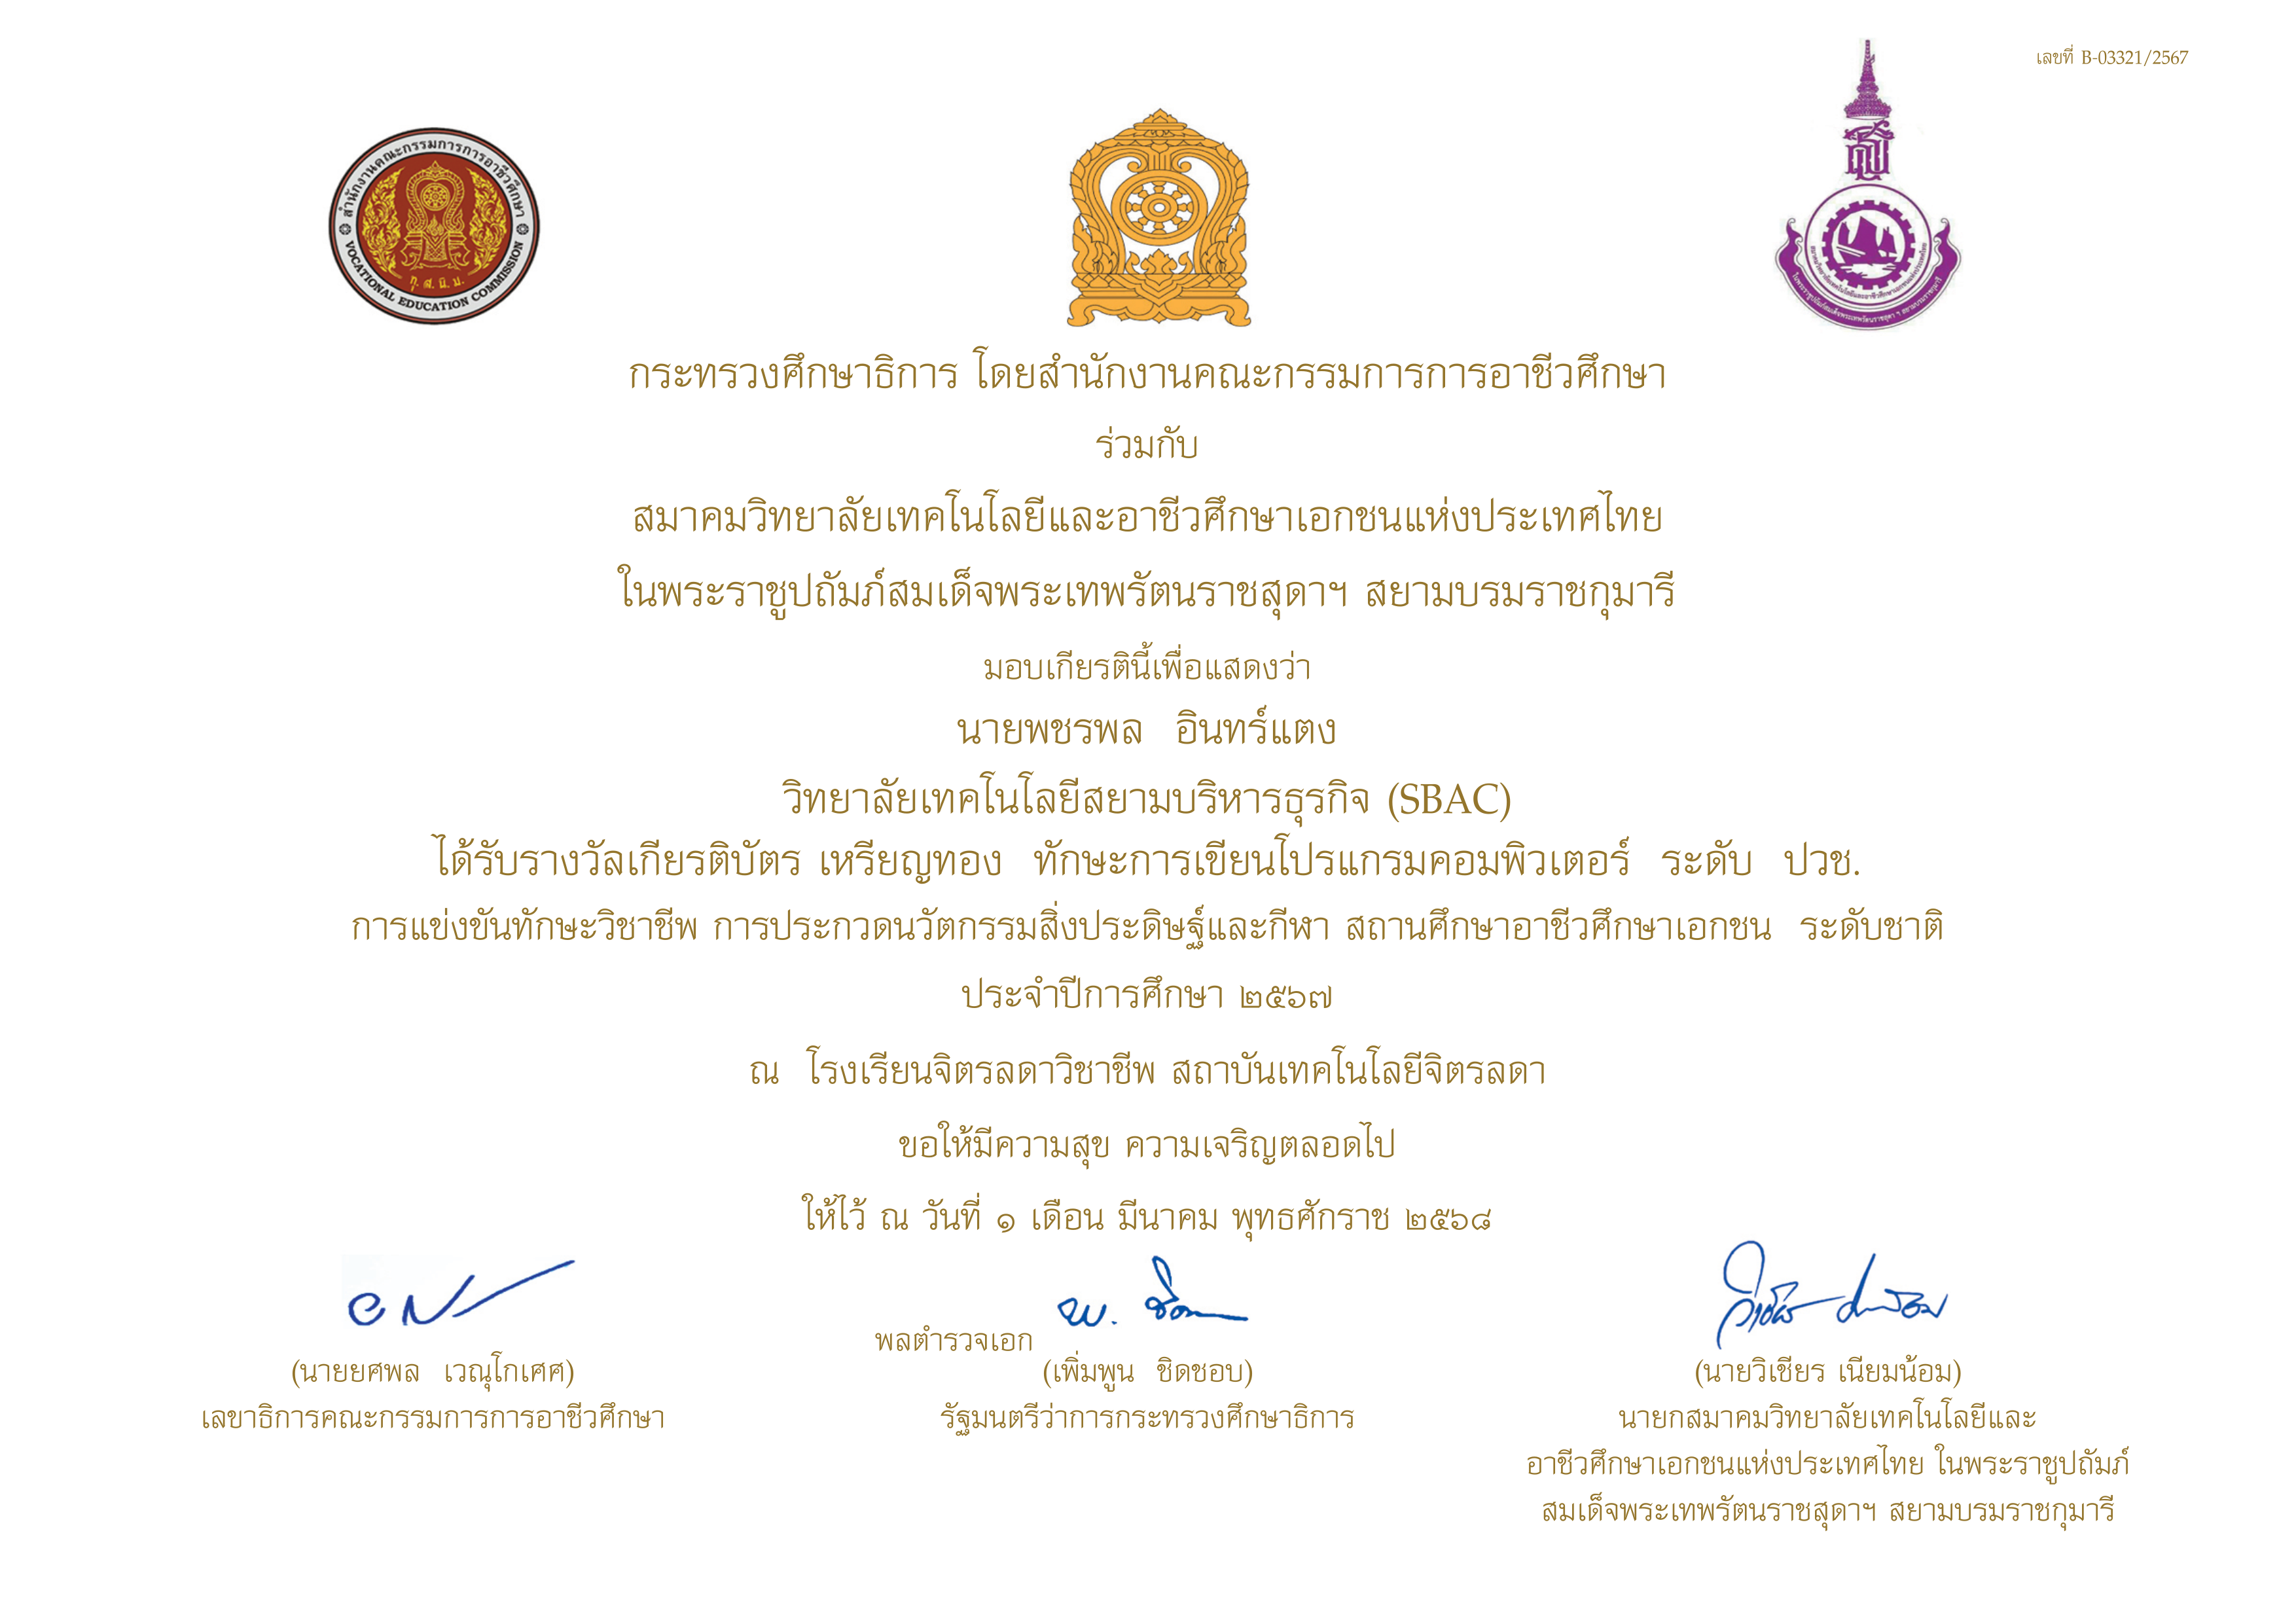 เลขที่ B-03321/2567
สำนักงานคณะกรรมการการอาชีวศึกษา
VOCATIONAL EDUCATION COMMISSION
กระทรวงศึกษาธิการ โดยสำนักงานคณะกรรมการการอาชีวศึกษา
ร่วมกับ
สมาคมวิทยาลัยเทคโนโลยีและอาชีวศึกษาเอกชนแห่งประเทศไทย
ในพระราชูปถัมภ์สมเด็จพระเทพรัตนราชสุดาฯ สยามบรมราชกุมารี
มอบเกียรตินี้เพื่อแสดงว่า
นายพชรพล อินทร์แตง
วิทยาลัยเทคโนโลยีสยามบริหารธุรกิจ (SBAC)
ได้รับรางวัลเกียรติบัตร เหรียญทอง ทักษะการเขียนโปรแกรมคอมพิวเตอร์ ระดับ ปวช.
การแข่งขันทักษะวิชาชีพ การประกวดนวัตกรรมสิ่งประดิษฐ์และกีฬา สถานศึกษาอาชีวศึกษาเอกชน ระดับชาติ
ประจำปีการศึกษา ๒๕๖๗
ณ โรงเรียนจิตรลดาวิชาชีพ สถาบันเทคโนโลยีจิตรลดา
ขอให้มีความสุข ความเจริญตลอดไป
ให้ไว้ ณ วันที่ ๑ เดือน มีนาคม พุทธศักราช ๒๕๖๘
(นายยศพล เวณุโกเศศ)
เลขาธิการคณะกรรมการการอาชีวศึกษา
พลตำรวจเอก
(เพิ่มพูน ชิดชอบ)
รัฐมนตรีว่าการกระทรวงศึกษาธิการ
(นายวิเชียร เนียมน้อม)
นายกสมาคมวิทยาลัยเทคโนโลยีและ
อาชีวศึกษาเอกชนแห่งประเทศไทย ในพระราชูปถัมภ์
สมเด็จพระเทพรัตนราชสุดาฯ สยามบรมราชกุมารี